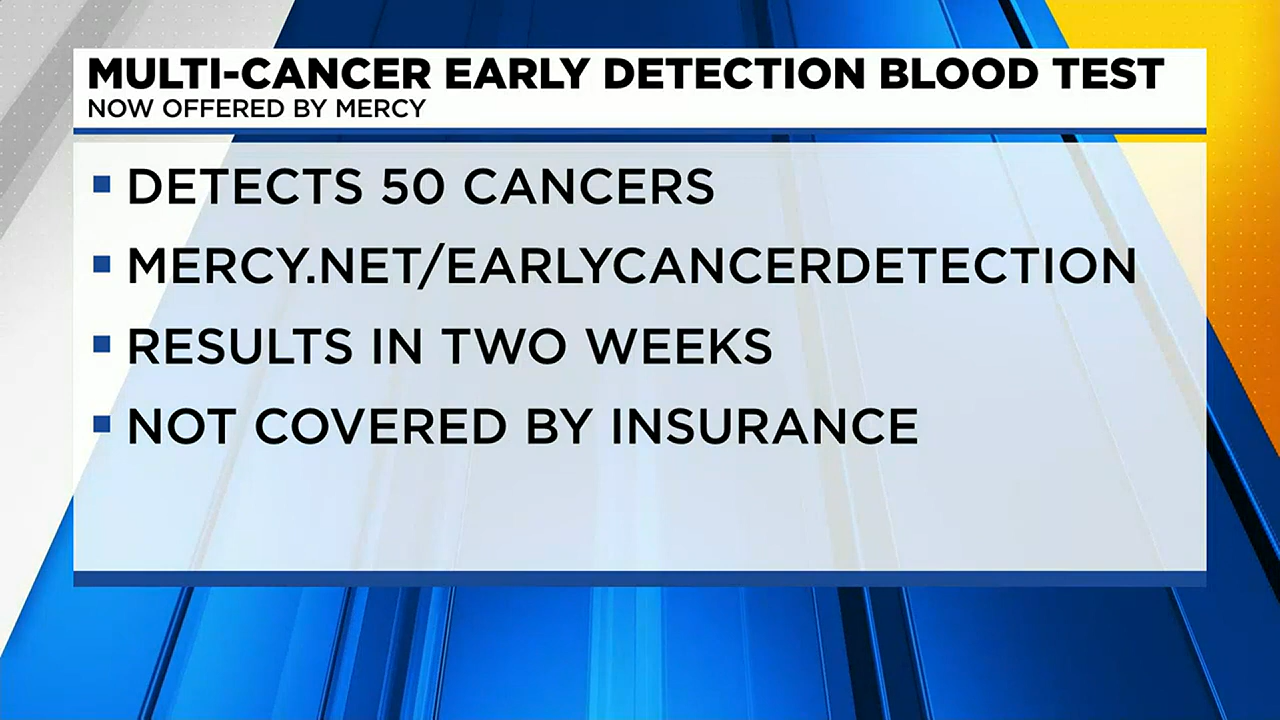 MULTI-CANCER EARLY DETECTION BLOOD TEST
NOW OFFERED BY MERCY
DETECTS 50 CANCERS
MERCY.NET/EARLYCANCERDETECTION
RESULTS IN TWO WEEKS
NOT COVERED BY INSURANCE